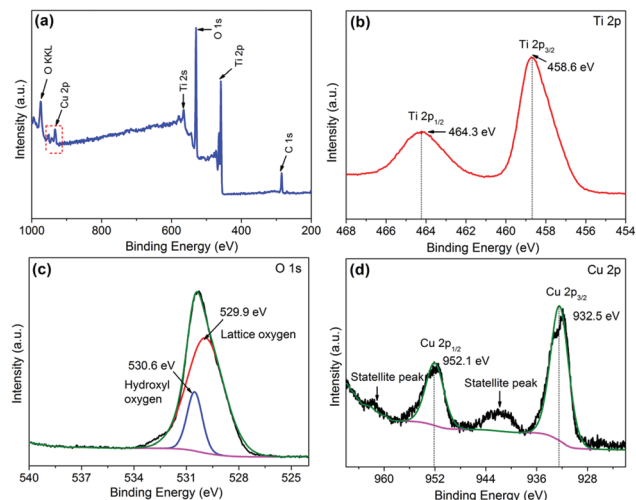 (a)
O KKL
Cu 2p
Ti 2s
O 1s
Ti 2p
C 1s
Intensity (a.u.)
1000 800 600 400 200
Binding Energy (eV)
(b)
Ti 2p
Ti 2p3/2
458.6 eV
Ti 2p1/2
464.3 eV
Intensity (a.u.)
468 466 464 462 460 458 456 454
Binding Energy (eV)
(c)
O 1s
529.9 eV
Lattice oxygen
530.6 eV
Hydroxyl
oxygen
Intensity (a.u.)
540 537 534 531 528 525
Binding Energy (eV)
(d)
Cu 2p
Cu 2p3/2
932.5 eV
Cu 2p1/2
952.1 eV
Statellite peak
Statellite peak
Intensity (a.u.)
960 952 944 936 928
Binding Energy (eV)